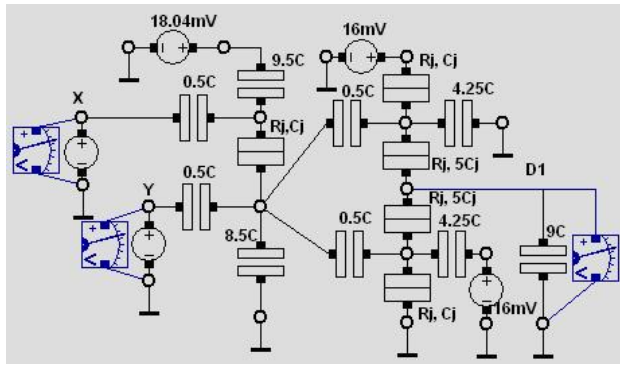 18.04mV
16mV
9.5C
Rj, Cj
0.5C
0.5C
4.25C
X
Rj,Cj
Rj, 5Cj
D1
0.5C
Y
Rj, 5Cj
8.5C
0.5C
4.25C
9C
Rj, Cj
16mV